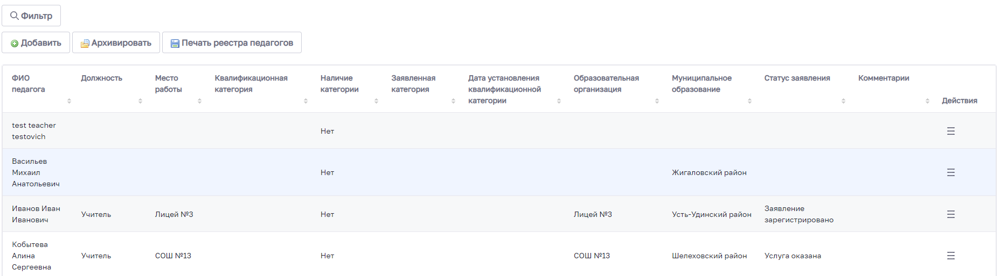 Фильтр
Добавить Архивировать Печать реестра педагогов
ФИО педагога Должность Место работы Квалификационная категория Наличие категории Заявленная категория Дата установления квалификационной категории Образовательная организация Муниципальное образование Статус заявления Комментарии Действия
test teacher testovich Нет
Васильев Михаил Анатольевич Нет Жигаловский район
Иванов Иван Иванович Учитель Лицей №3 Нет Лицей №3 Усть-Удинский район Заявление зарегистрировано
Кобытева Алина Сергеевна Учитель СОШ №13 Нет СОШ №13 Шелеховский район Услуга оказана